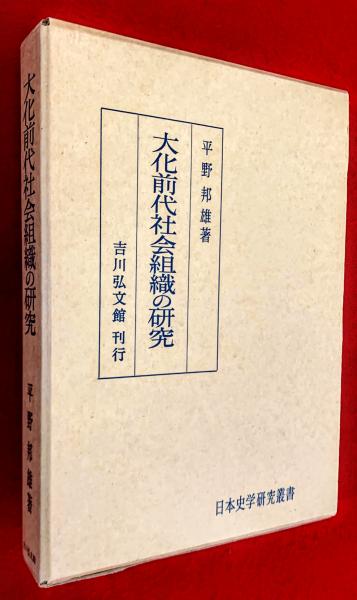 平野邦雄著
大化前代社会組織の研究
吉川弘文館 刊行
日本史学研究叢書
大化前代社会組織の研究
平野邦雄著